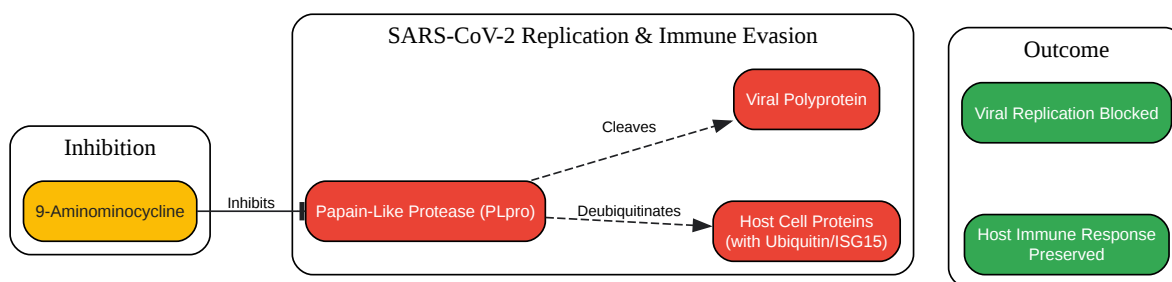 SARS-CoV-2 Replication & Immune Evasion
Outcome
Viral Polyprotein
Viral Replication Blocked
Cleaves
Inhibition
9-Aminominocycline
Inhibits
Papain-Like Protease (PLpro)
Deubiquitinates
Host Cell Proteins
(with Ubiquitin/ISG15)
Host Immune Response
Preserved